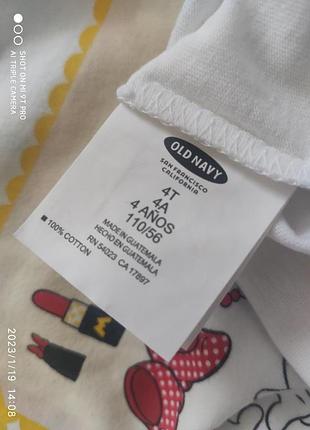 SHOT ON MI 9T PRO
AI TRIPLE CAMERA
OLD NAVY
SAN FRANCISCO
CALIFORNIA
4T
4A
4 AÑOS
110/56
MADE IN GUATEMALA
HECHO EN GUATEMALA
RN 54023 CA 17897
100% COTTON
M
2023/1/19 14:08